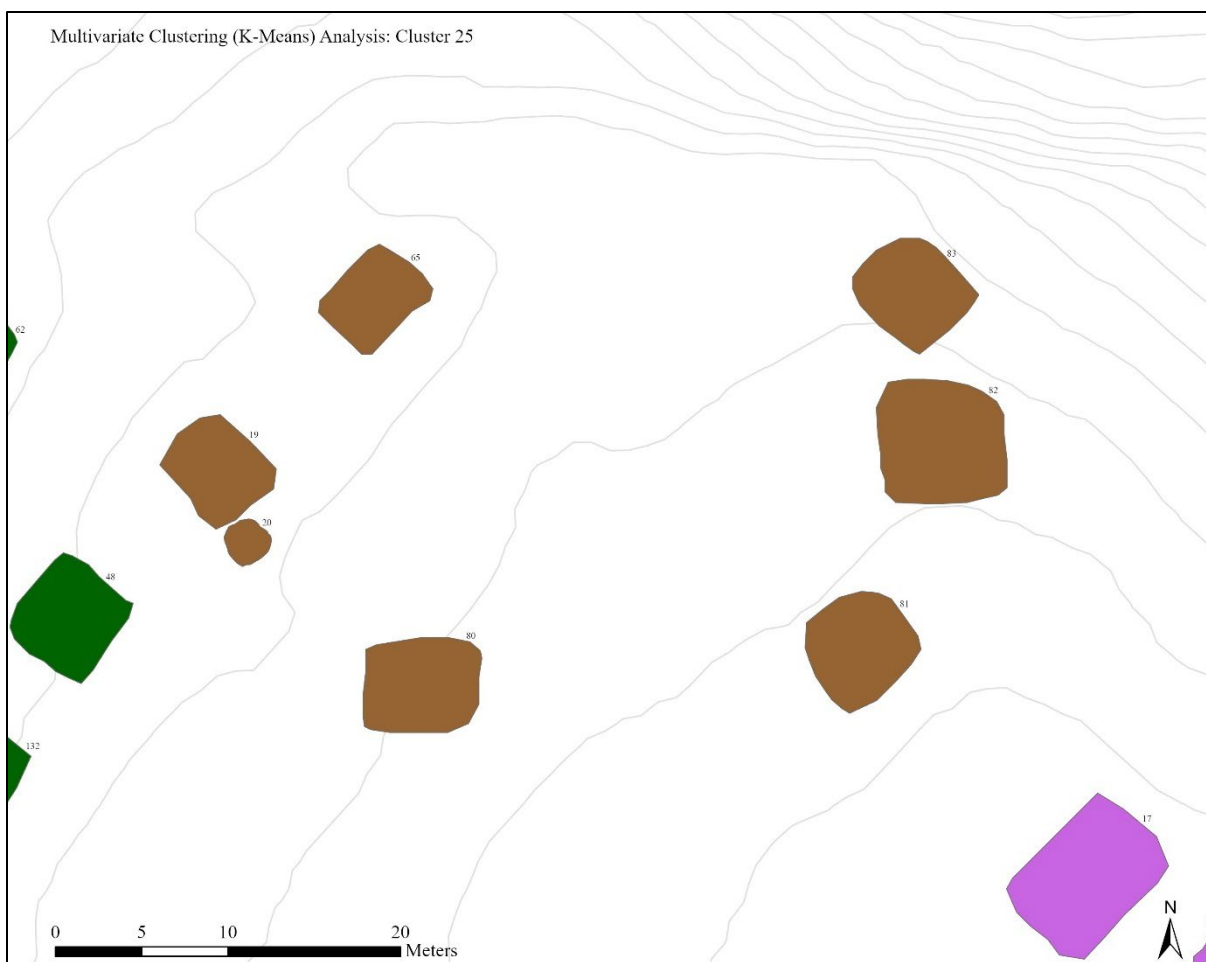 Multivariate Clustering (K-Means) Analysis: Cluster 25
83
65
62
82
19
20
48
81
80
132
17
N
0 5 10 20
Meters